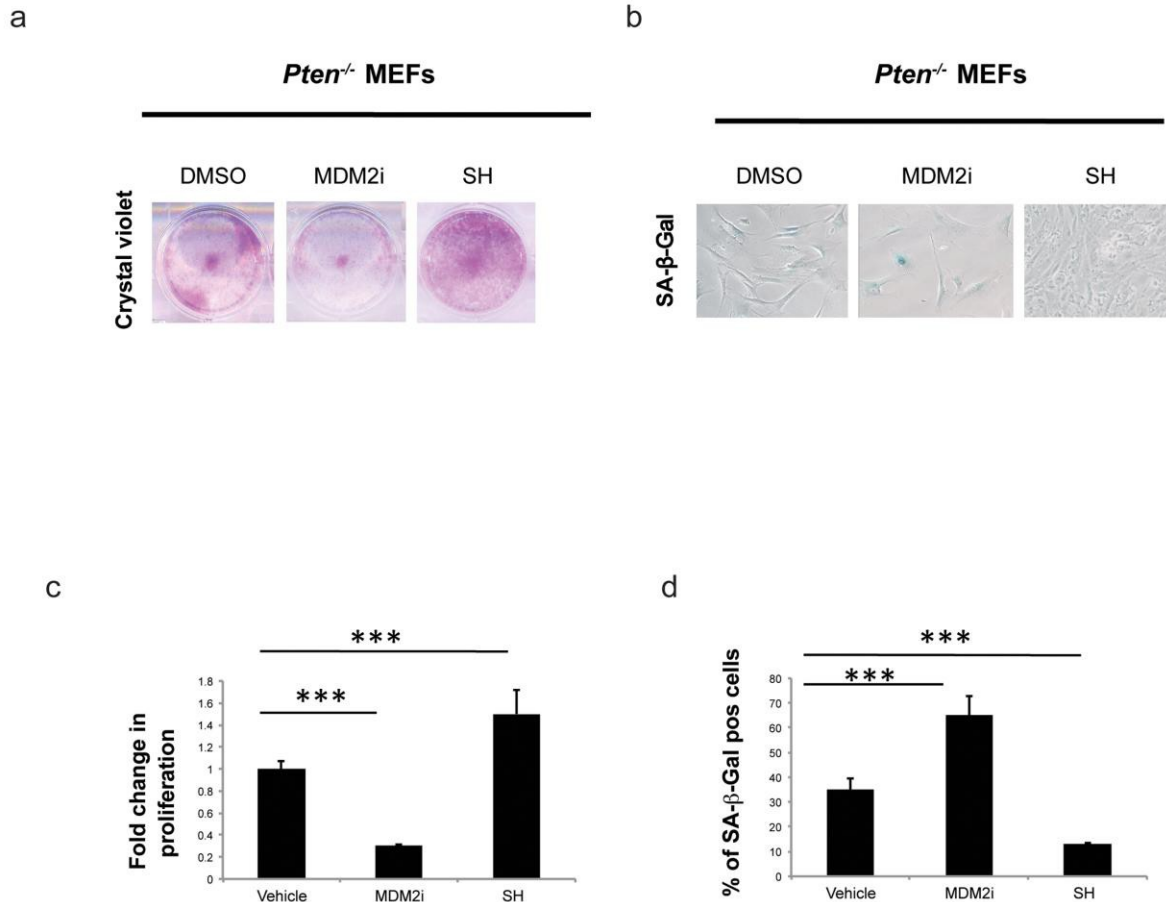 a
Pten-/- MEFs
DMSO MDM2i SH
Crystal violet
b
Pten-/- MEFs
DMSO MDM2i SH
SA-β-Gal
c
***
***
Fold change in
proliferation
1.8
1.6
1.4
1.2
1
0.8
0.6
0.4
0.2
0
Vehicle MDM2i SH
d
***
***
% of SA-β-Gal pos cells
80
70
60
50
40
30
20
10
0
Vehicle MDM2i SH